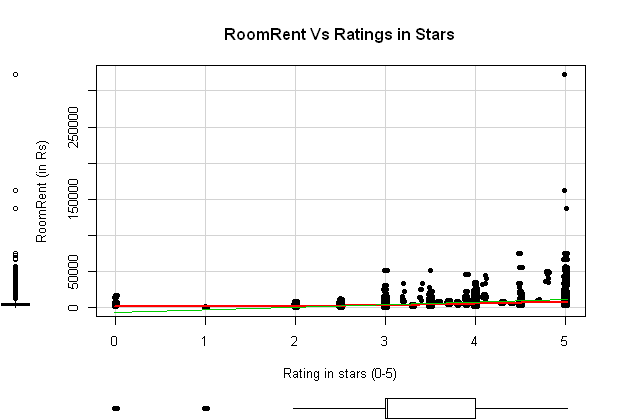 RoomRent Vs Ratings in Stars
RoomRent (in Rs)
250000
150000
50000
0
0 1 2 3 4 5
Rating in stars (0-5)